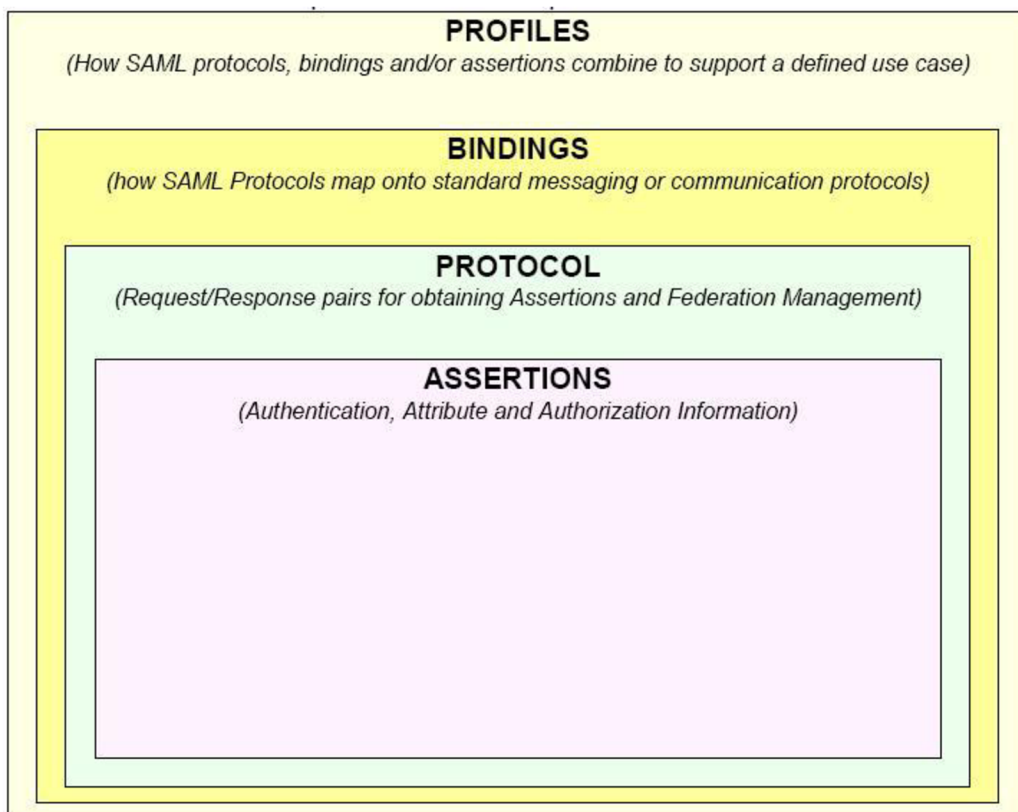 PROFILES
(How SAML protocols, bindings and/or assertions combine to support a defined use case)
BINDINGS
(how SAML Protocols map onto standard messaging or communication protocols)
PROTOCOL
(Request/Response pairs for obtaining Assertions and Federation Management)
ASSERTIONS
(Authentication, Attribute and Authorization Information)